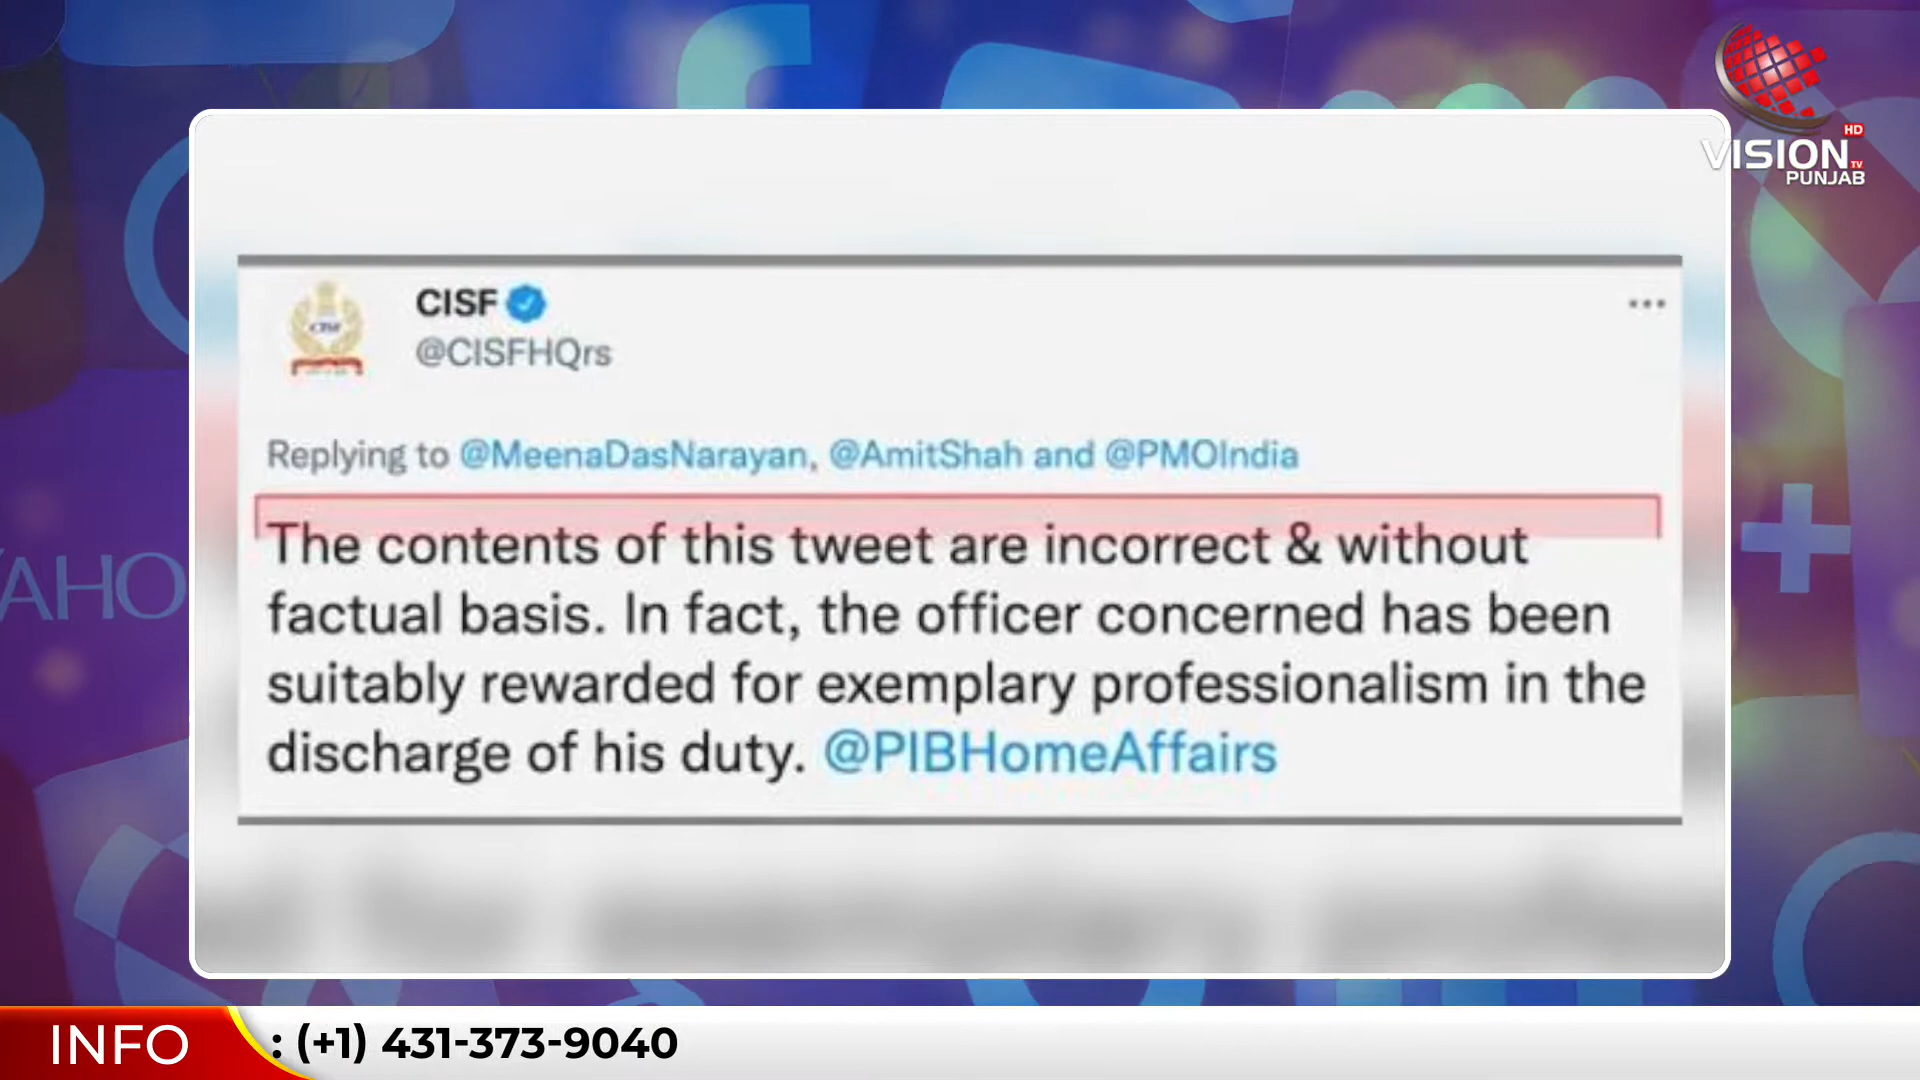 HD
VISION TV
PUNJAB
CISF
@CISFHQrs
Replying to @MeenaDasNarayan, @AmitShah and @PMOIndia
The contents of this tweet are incorrect & without
factual basis. In fact, the officer concerned has been
suitably rewarded for exemplary professionalism in the
discharge of his duty. @PIBHomeAffairs
YAHO
INFO : (+1) 431-373-9040